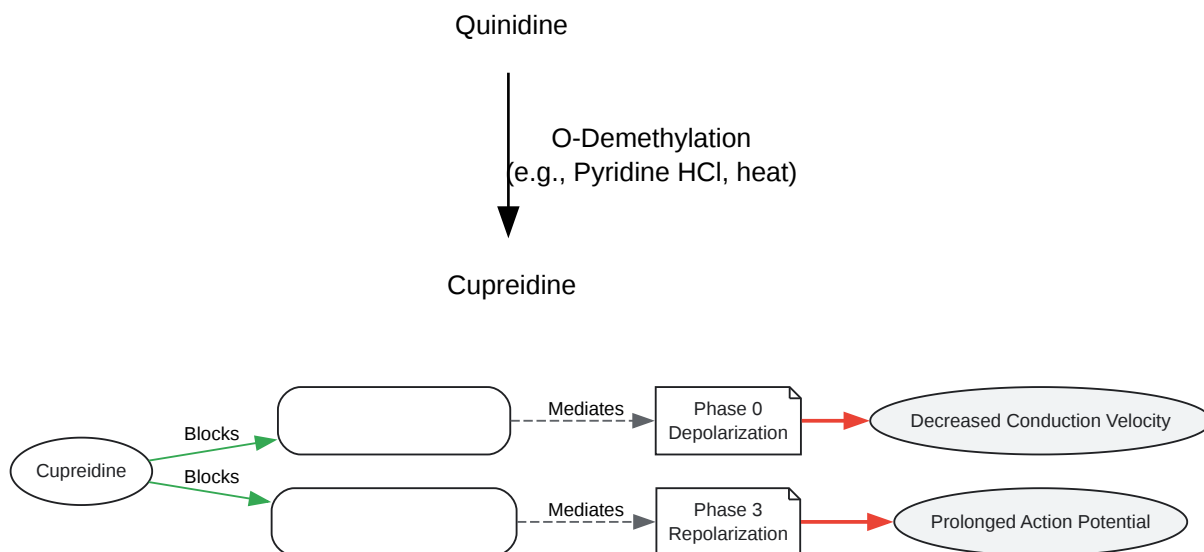 Quinidine
O-Demethylation
(e.g., Pyridine HCl, heat)
Cupreidine
Cupreidine
Blocks
Blocks
Mediates
Phase 0
Depolarization
Decreased Conduction Velocity
Mediates
Phase 3
Repolarization
Prolonged Action Potential